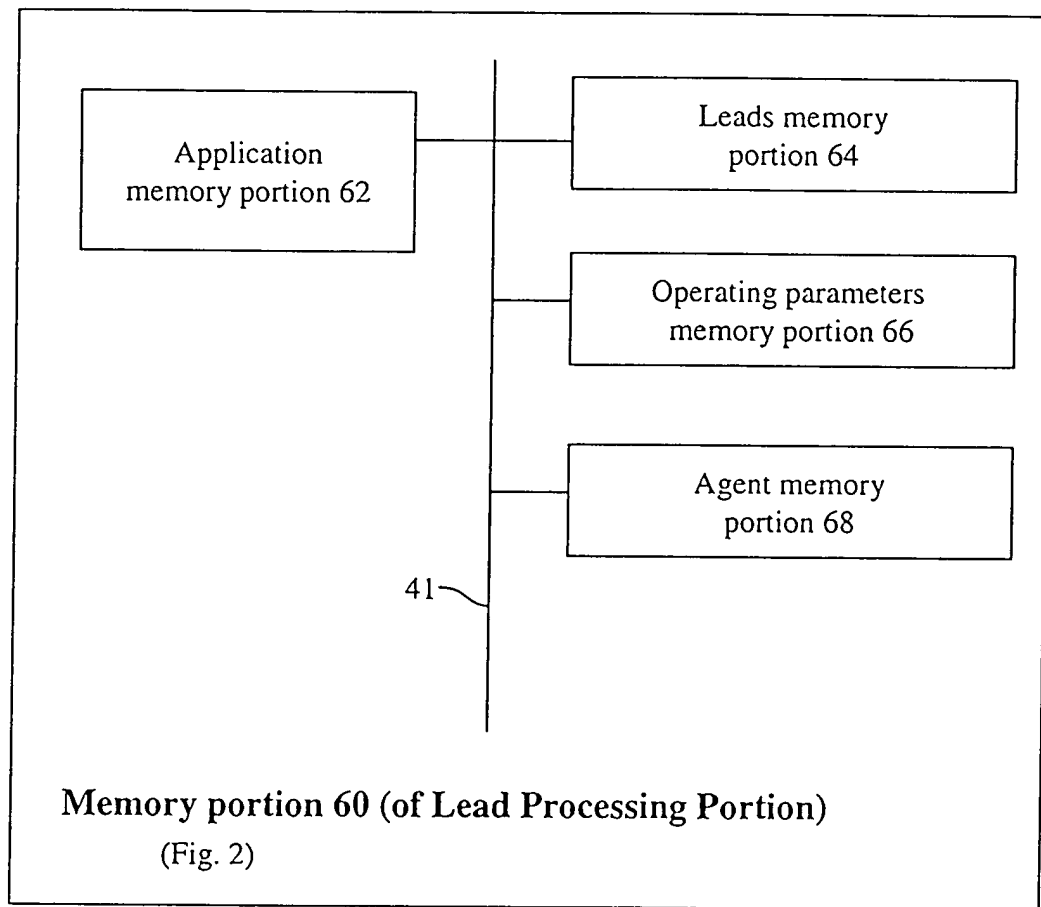 Application
memory portion 62
Leads memory
portion 64
Operating parameters
memory portion 66
Agent memory
portion 68
41
Memory portion 60 (of Lead Processing Portion)
(Fig. 2)